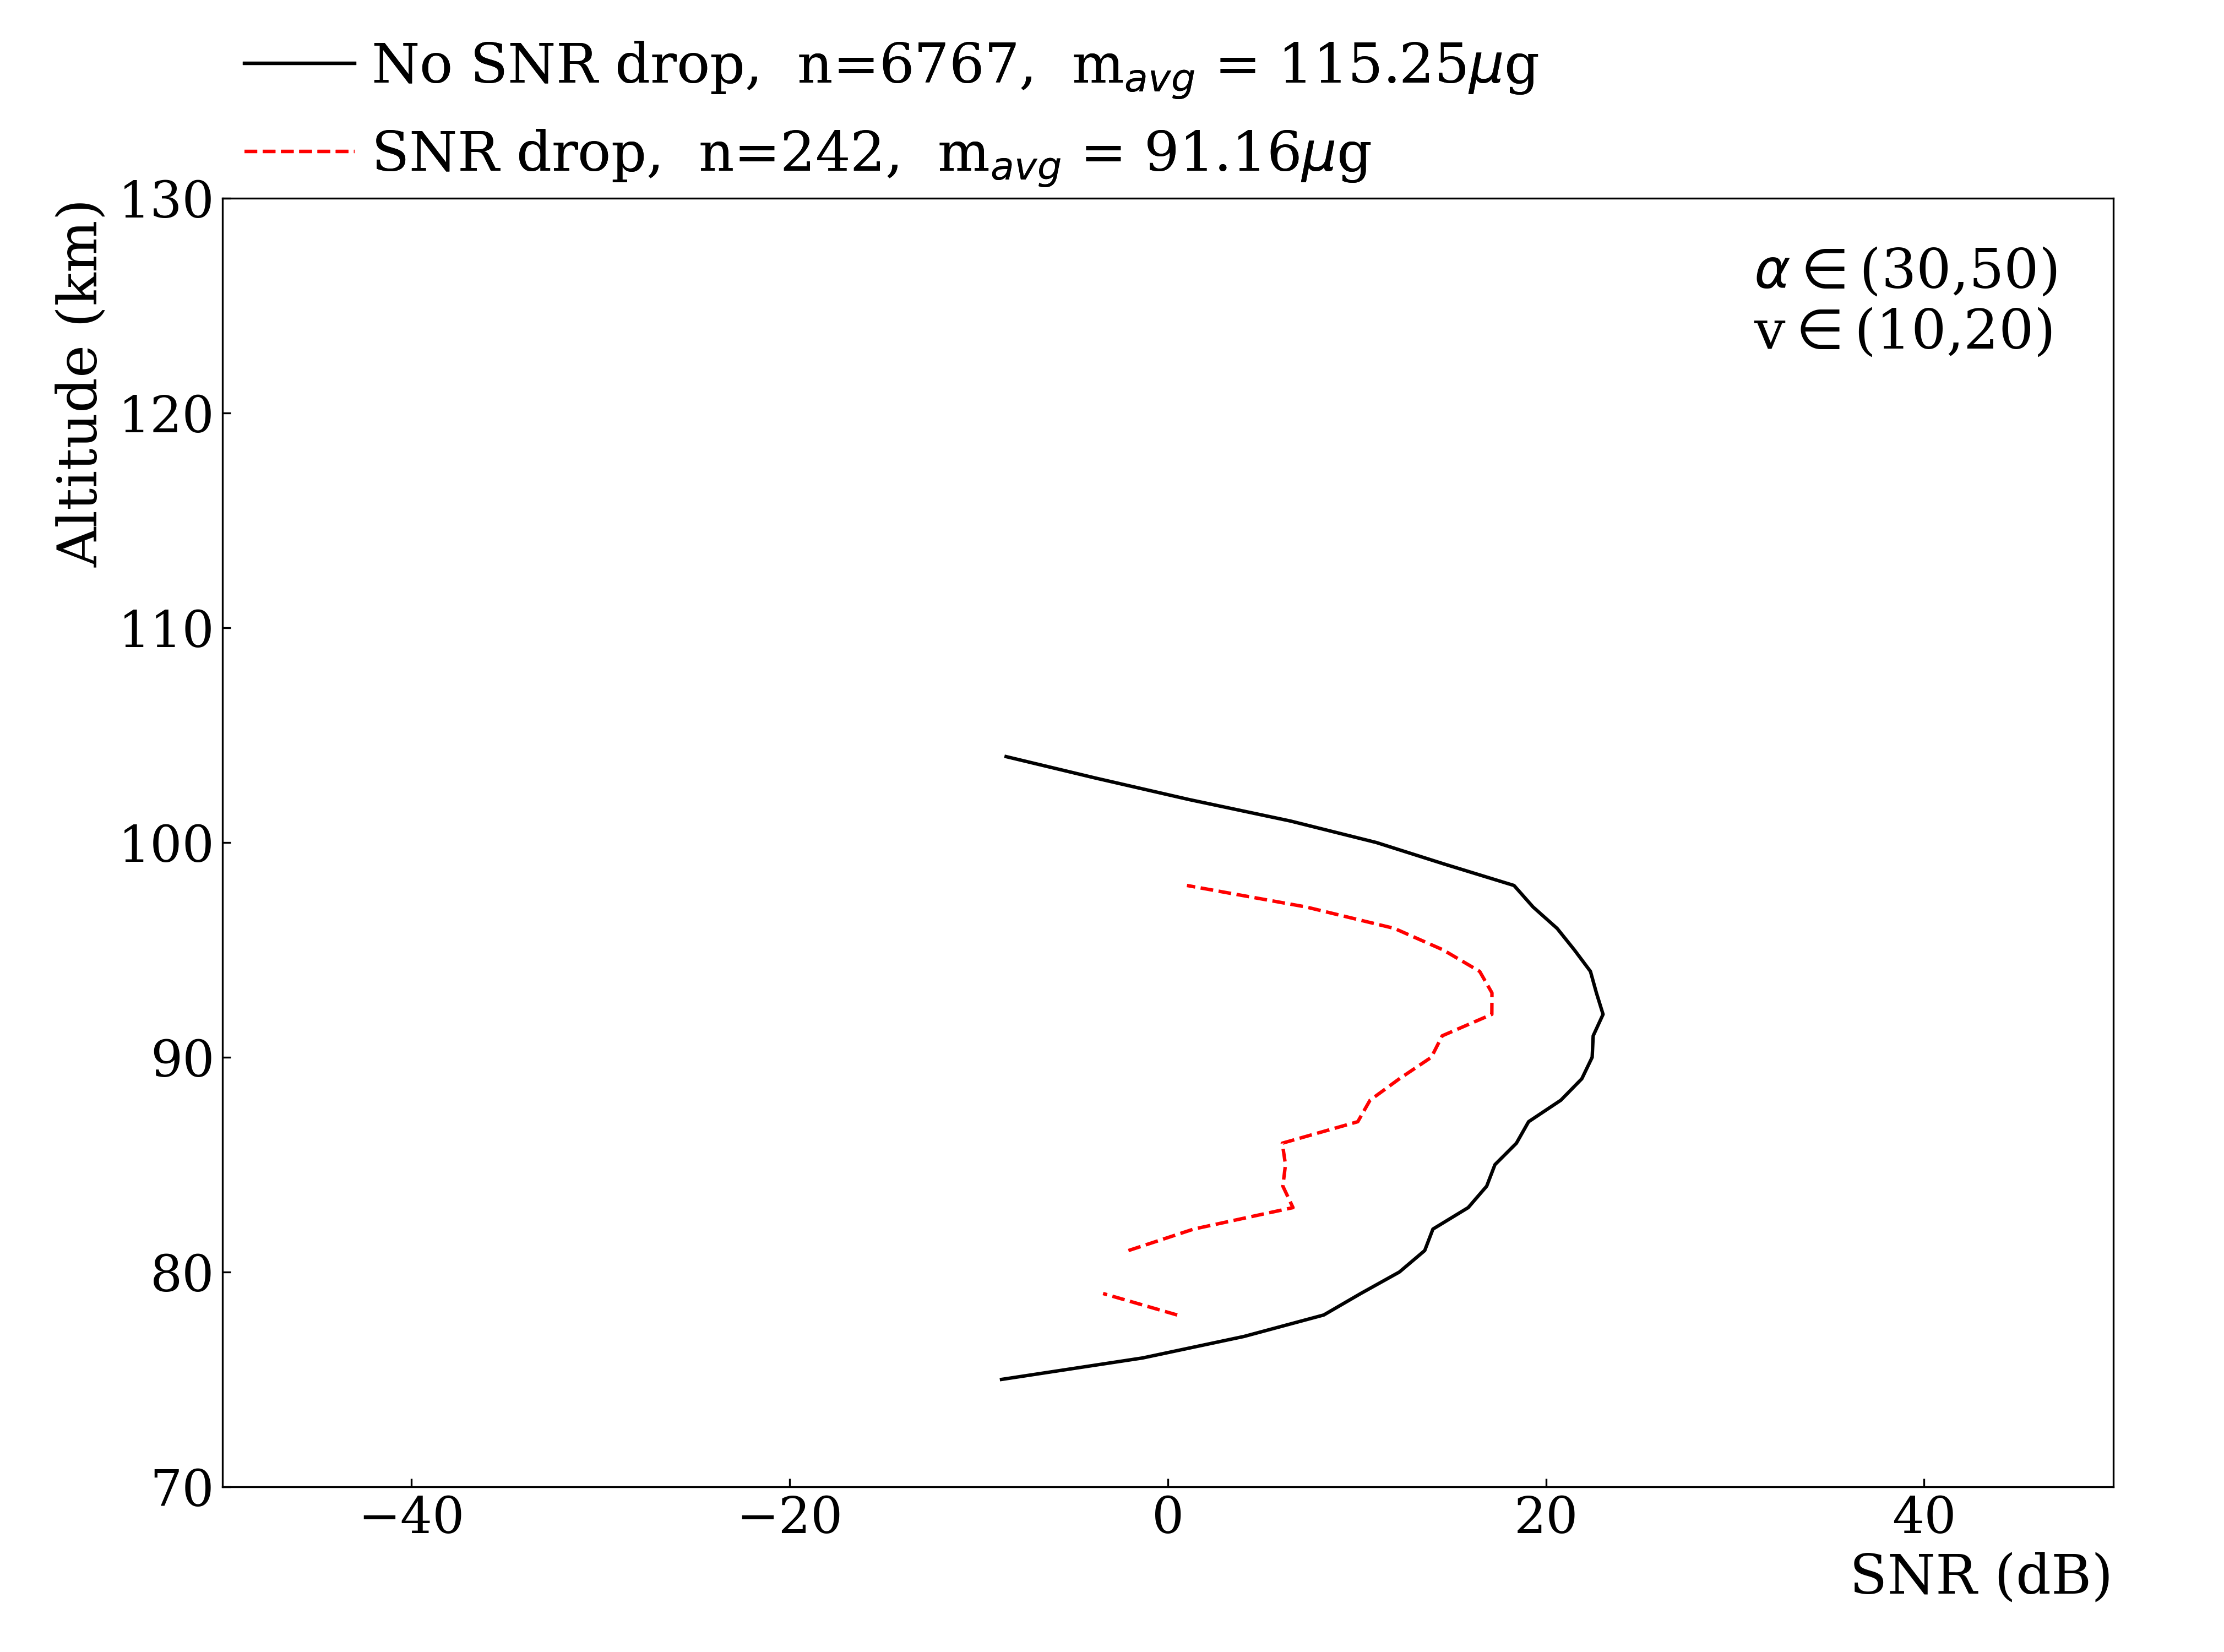 No SNR drop, n=6767, m_avg = 115.25μg
SNR drop, n=242, m_avg = 91.16μg
Altitude (km)
130
120
110
100
90
80
70
α ∈ (30,50)
v ∈ (10,20)
−40 −20 0 20 40
SNR (dB)